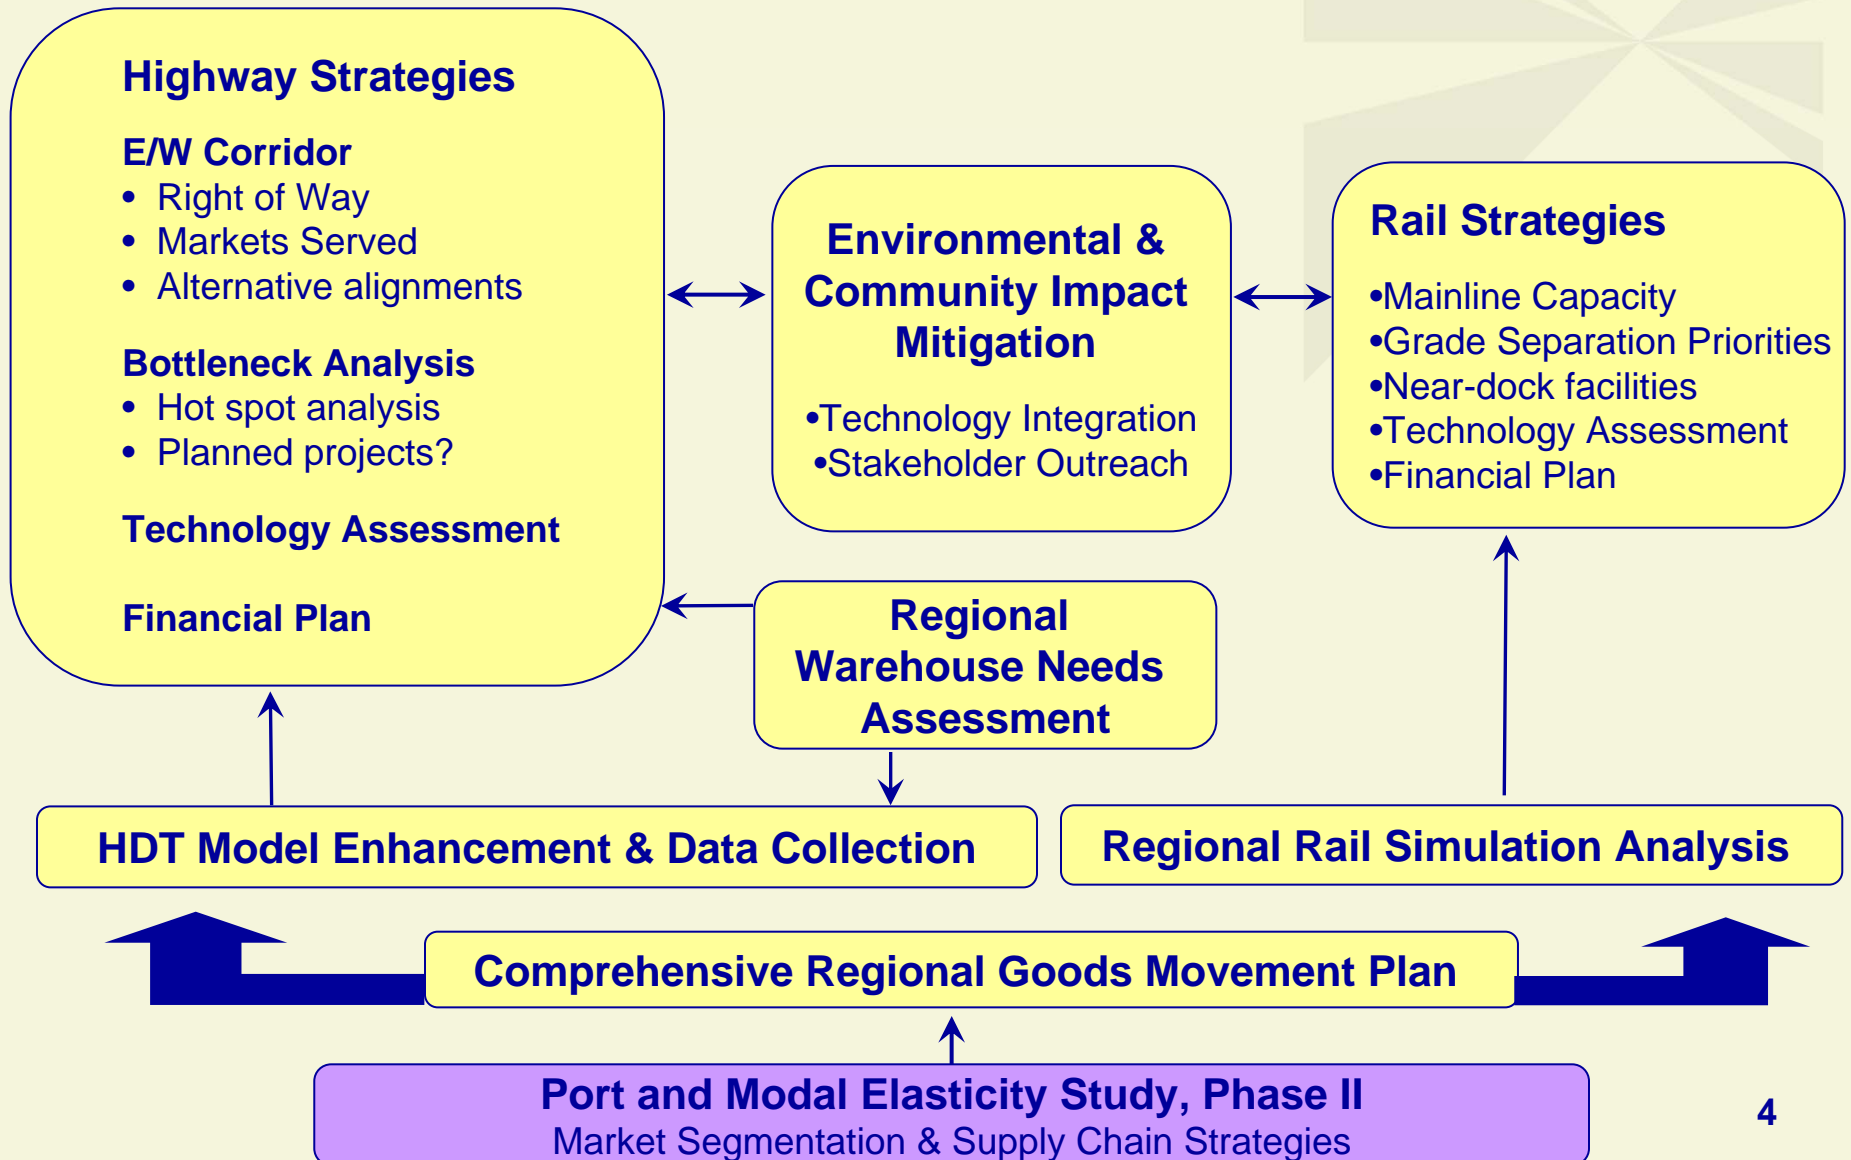 Highway Strategies
E/W Corridor
• Right of Way
• Markets Served
• Alternative alignments
Bottleneck Analysis
• Hot spot analysis
• Planned projects?
Technology Assessment
Financial Plan
Environmental &
Community Impact
Mitigation
•Technology Integration
•Stakeholder Outreach
Rail Strategies
•Mainline Capacity
•Grade Separation Priorities
•Near-dock facilities
•Technology Assessment
•Financial Plan
Regional
Warehouse Needs
Assessment
HDT Model Enhancement & Data Collection
Regional Rail Simulation Analysis
Comprehensive Regional Goods Movement Plan
Port and Modal Elasticity Study, Phase II
Market Segmentation & Supply Chain Strategies
4